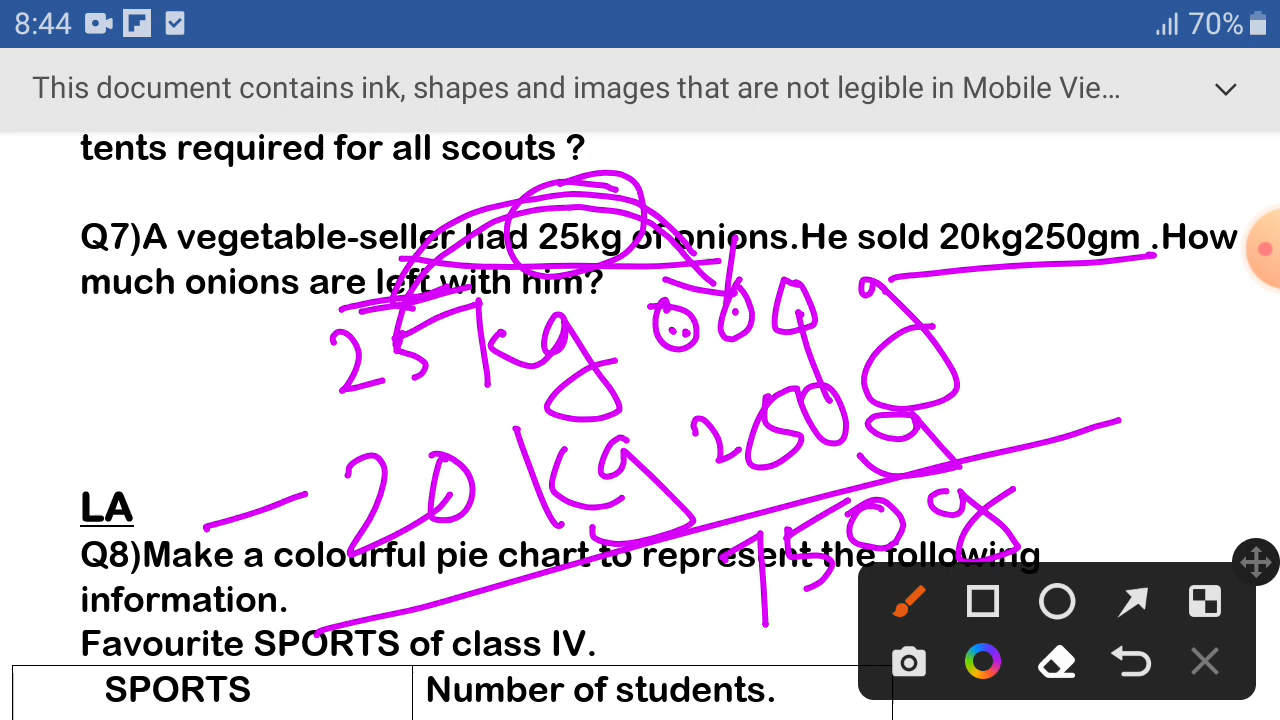 8:44 70%
This document contains ink, shapes and images that are not legible in Mobile Vie...
tents required for all scouts ?
Q7)A vegetable-seller had 25kg of onions.He sold 20kg250gm .How
much onions are left with him?
25kg 000g
- 20 kg 250g
750g
LA
Q8)Make a colourful pie chart to represent the following
information.
Favourite SPORTS of class IV.
SPORTS Number of students.